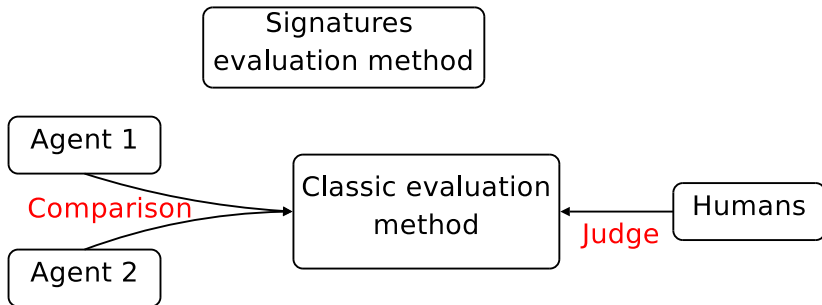 Signatures
evaluation method
Agent 1
Comparison
Agent 2
Classic evaluation
method
Judge
Humans